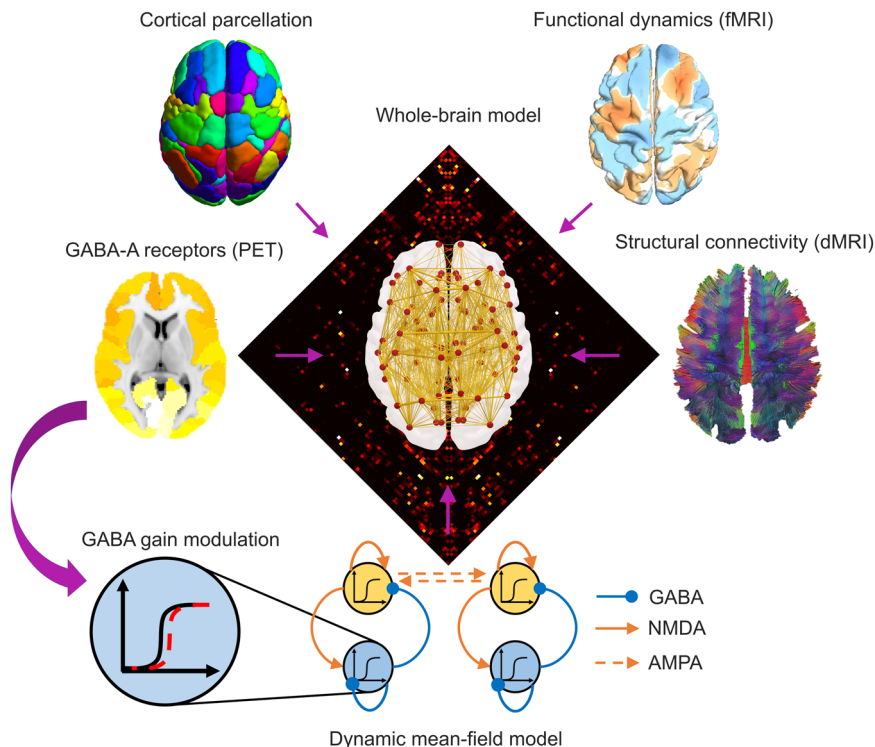 Cortical parcellation
Functional dynamics (fMRI)
Whole-brain model
GABA-A receptors (PET)
Structural connectivity (dMRI)
GABA gain modulation
GABA
NMDA
AMPA
Dynamic mean-field model